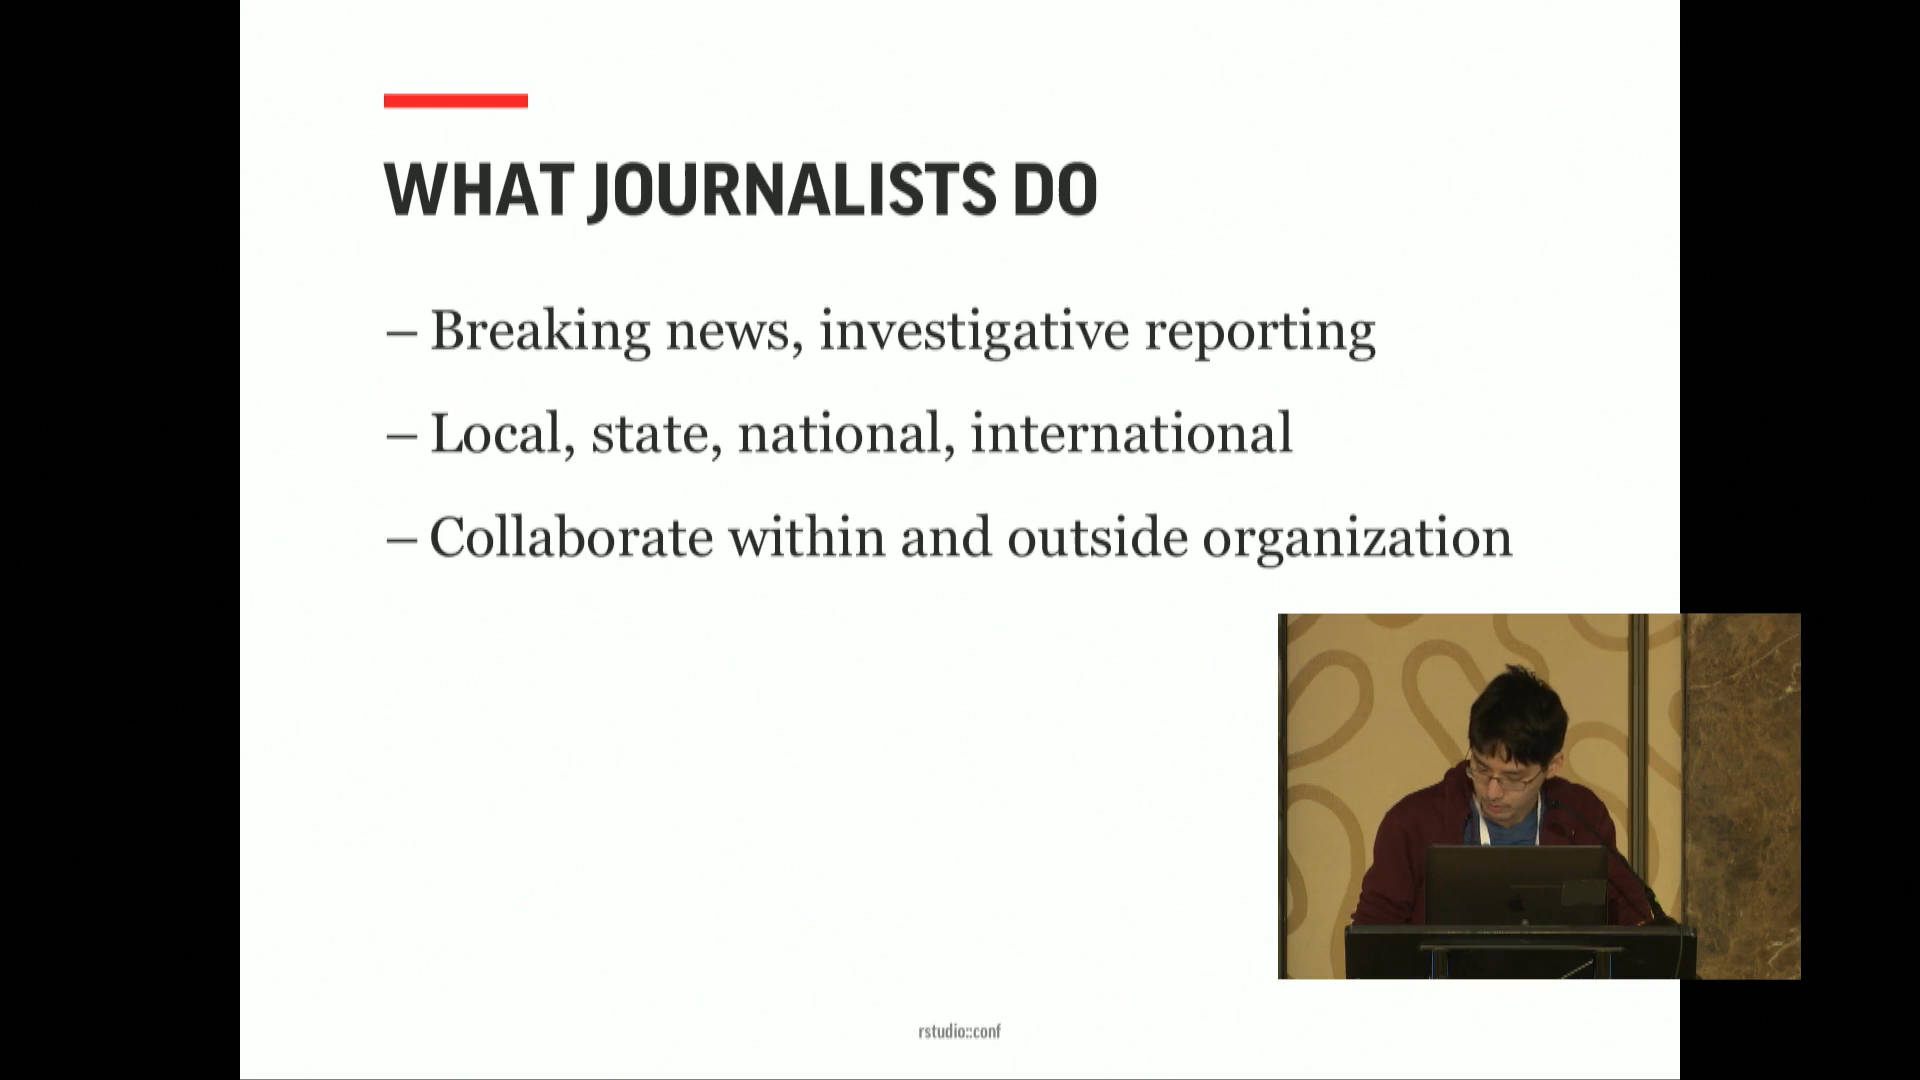 WHAT JOURNALISTS DO
– Breaking news, investigative reporting
– Local, state, national, international
– Collaborate within and outside organization
rstudio::conf